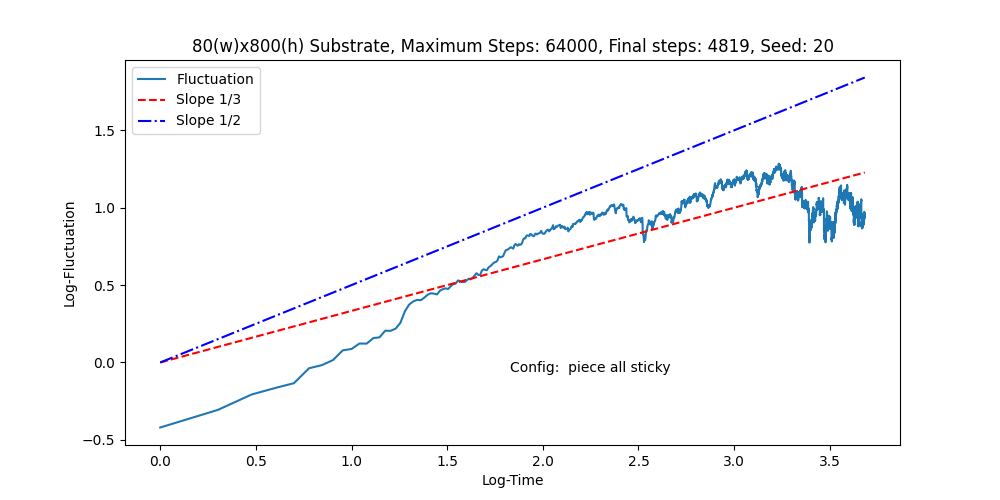 80(w)x800(h) Substrate, Maximum Steps: 64000, Final steps: 4819, Seed: 20
Fluctuation
Slope 1/3
Slope 1/2
1.5
1.0
0.5
0.0
−0.5
Log-Fluctuation
Config:  piece all sticky
0.0 0.5 1.0 1.5 2.0 2.5 3.0 3.5
Log-Time